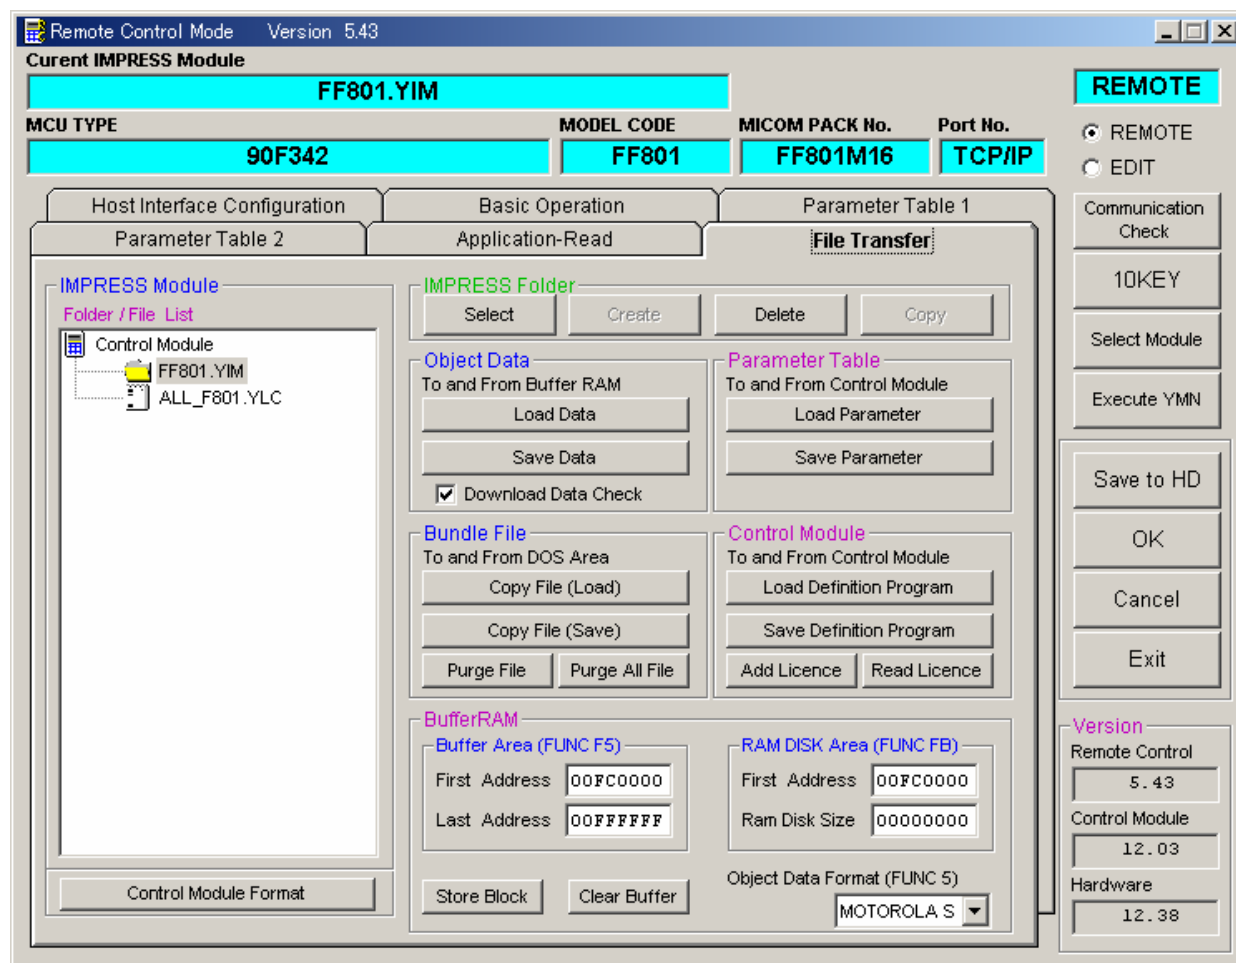 Remote Control Mode Version 5.43
Curent IMPRESS Module
FF801.YIM
REMOTE
MCU TYPE MODEL CODE MICOM PACK No. Port No.
90F342 FF801 FF801M16 TCP/IP
REMOTE
EDIT
Host Interface Configuration Basic Operation Parameter Table 1
Parameter Table 2 Application-Read File Transfer
Communication
Check
10KEY
Select Module
Execute YMN
IMPRESS Module
Folder / File List
Control Module
FF801.YIM
ALL_F801.YLC
Control Module Format
IMPRESS Folder
Select Create Delete Copy
Object Data
To and From Buffer RAM
Load Data
Save Data
Download Data Check
Parameter Table
To and From Control Module
Load Parameter
Save Parameter
Bundle File
To and From DOS Area
Copy File (Load)
Copy File (Save)
Purge File Purge All File
Control Module
To and From Control Module
Load Definition Program
Save Definition Program
Add Licence Read Licence
BufferRAM
Buffer Area (FUNC F5)
First Address 00FC0000
Last Address 00FFFFFF
RAM DISK Area (FUNC FB)
First Address 00FC0000
Ram Disk Size 00000000
Store Block Clear Buffer
Object Data Format (FUNC 5)
MOTOROLA S
Save to HD
OK
Cancel
Exit
Version
Remote Control
5.43
Control Module
12.03
Hardware
12.38